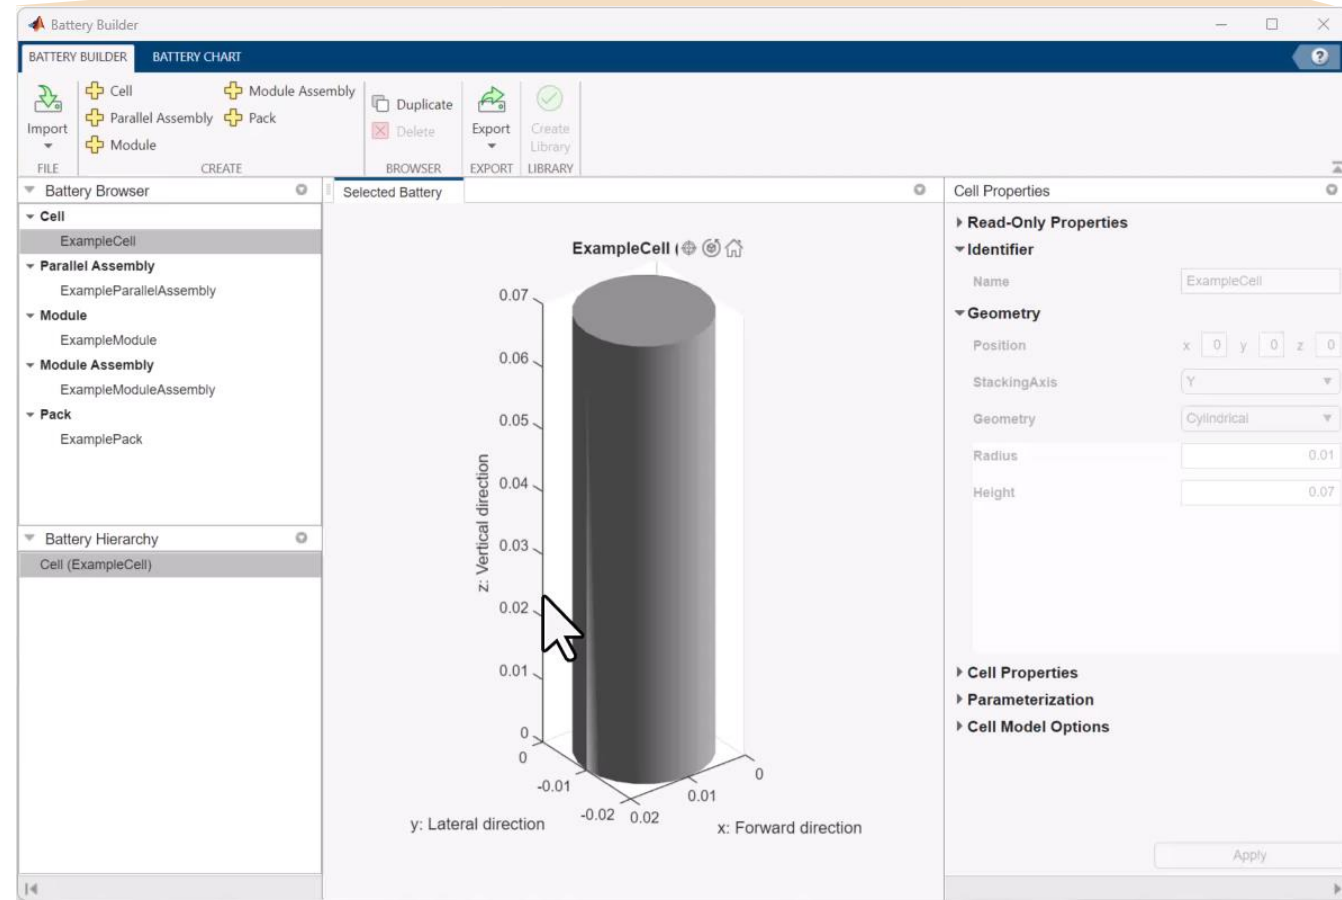 Battery Builder
BATTERY BUILDER BATTERY CHART
?
Import
Cell
Parallel Assembly
Module
Module Assembly
Pack
Duplicate
Delete
Export
Create
Library
FILE CREATE BROWSER EXPORT LIBRARY
Battery Browser
Cell
ExampleCell
Parallel Assembly
ExampleParallelAssembly
Module
ExampleModule
Module Assembly
ExampleModuleAssembly
Pack
ExamplePack
Battery Hierarchy
Cell (ExampleCell)
Selected Battery
ExampleCell (
0.07
0.06
0.05
0.04
0.03
0.02
0.01
0
z: Vertical direction
0
-0.01
-0.02
y: Lateral direction
0.02
0.01
0
x: Forward direction
Cell Properties
Read-Only Properties
Identifier
Name ExampleCell
Geometry
Position x 0 y 0 z 0
StackingAxis Y
Geometry Cylindrical
Radius 0.01
Height 0.07
Cell Properties
Parameterization
Cell Model Options
Apply